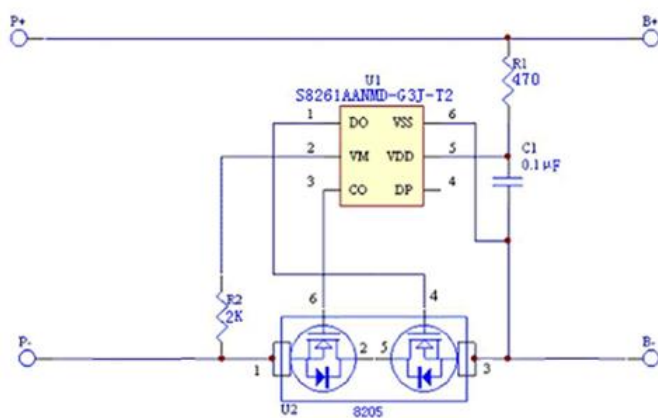 P+
B+
R1
470
U1
S8261AANMD-G3J-T2
1 DO VSS 6
2 VM VDD 5
3 CO DP 4
C1
0.1μF
R2
2K
6 4
P-
B-
1 2 5 3
U2
8205